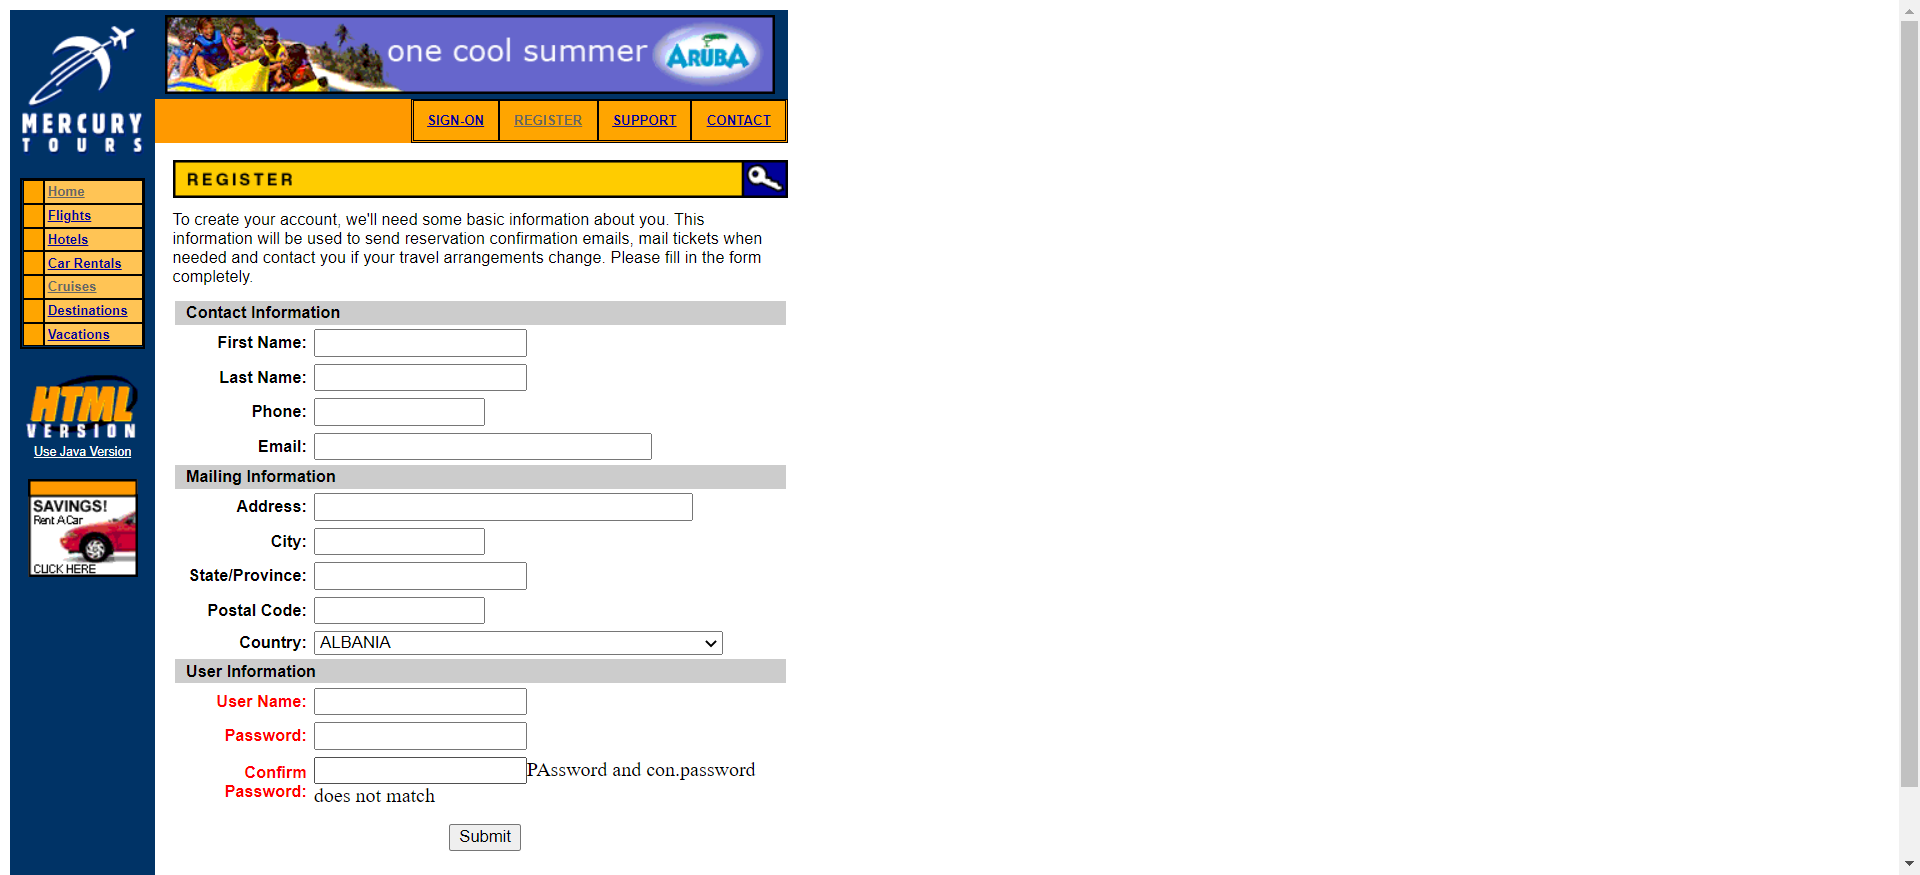 MERCURY
TOURS
one cool summer
ARUBA
SIGN-ON
REGISTER
SUPPORT
CONTACT
Home
Flights
Hotels
Car Rentals
Cruises
Destinations
Vacations
HTML
VERSION
Use Java Version
SAVINGS!
Rent A Car
CLICK HERE
REGISTER
To create your account, we'll need some basic information about you. This
information will be used to send reservation confirmation emails, mail tickets when
needed and contact you if your travel arrangements change. Please fill in the form
completely.
Contact Information
First Name:
Last Name:
Phone:
Email:
Mailing Information
Address:
City:
State/Province:
Postal Code:
Country: ALBANIA
User Information
User Name:
Password:
Confirm
Password:
PAssword and con.password
does not match
Submit